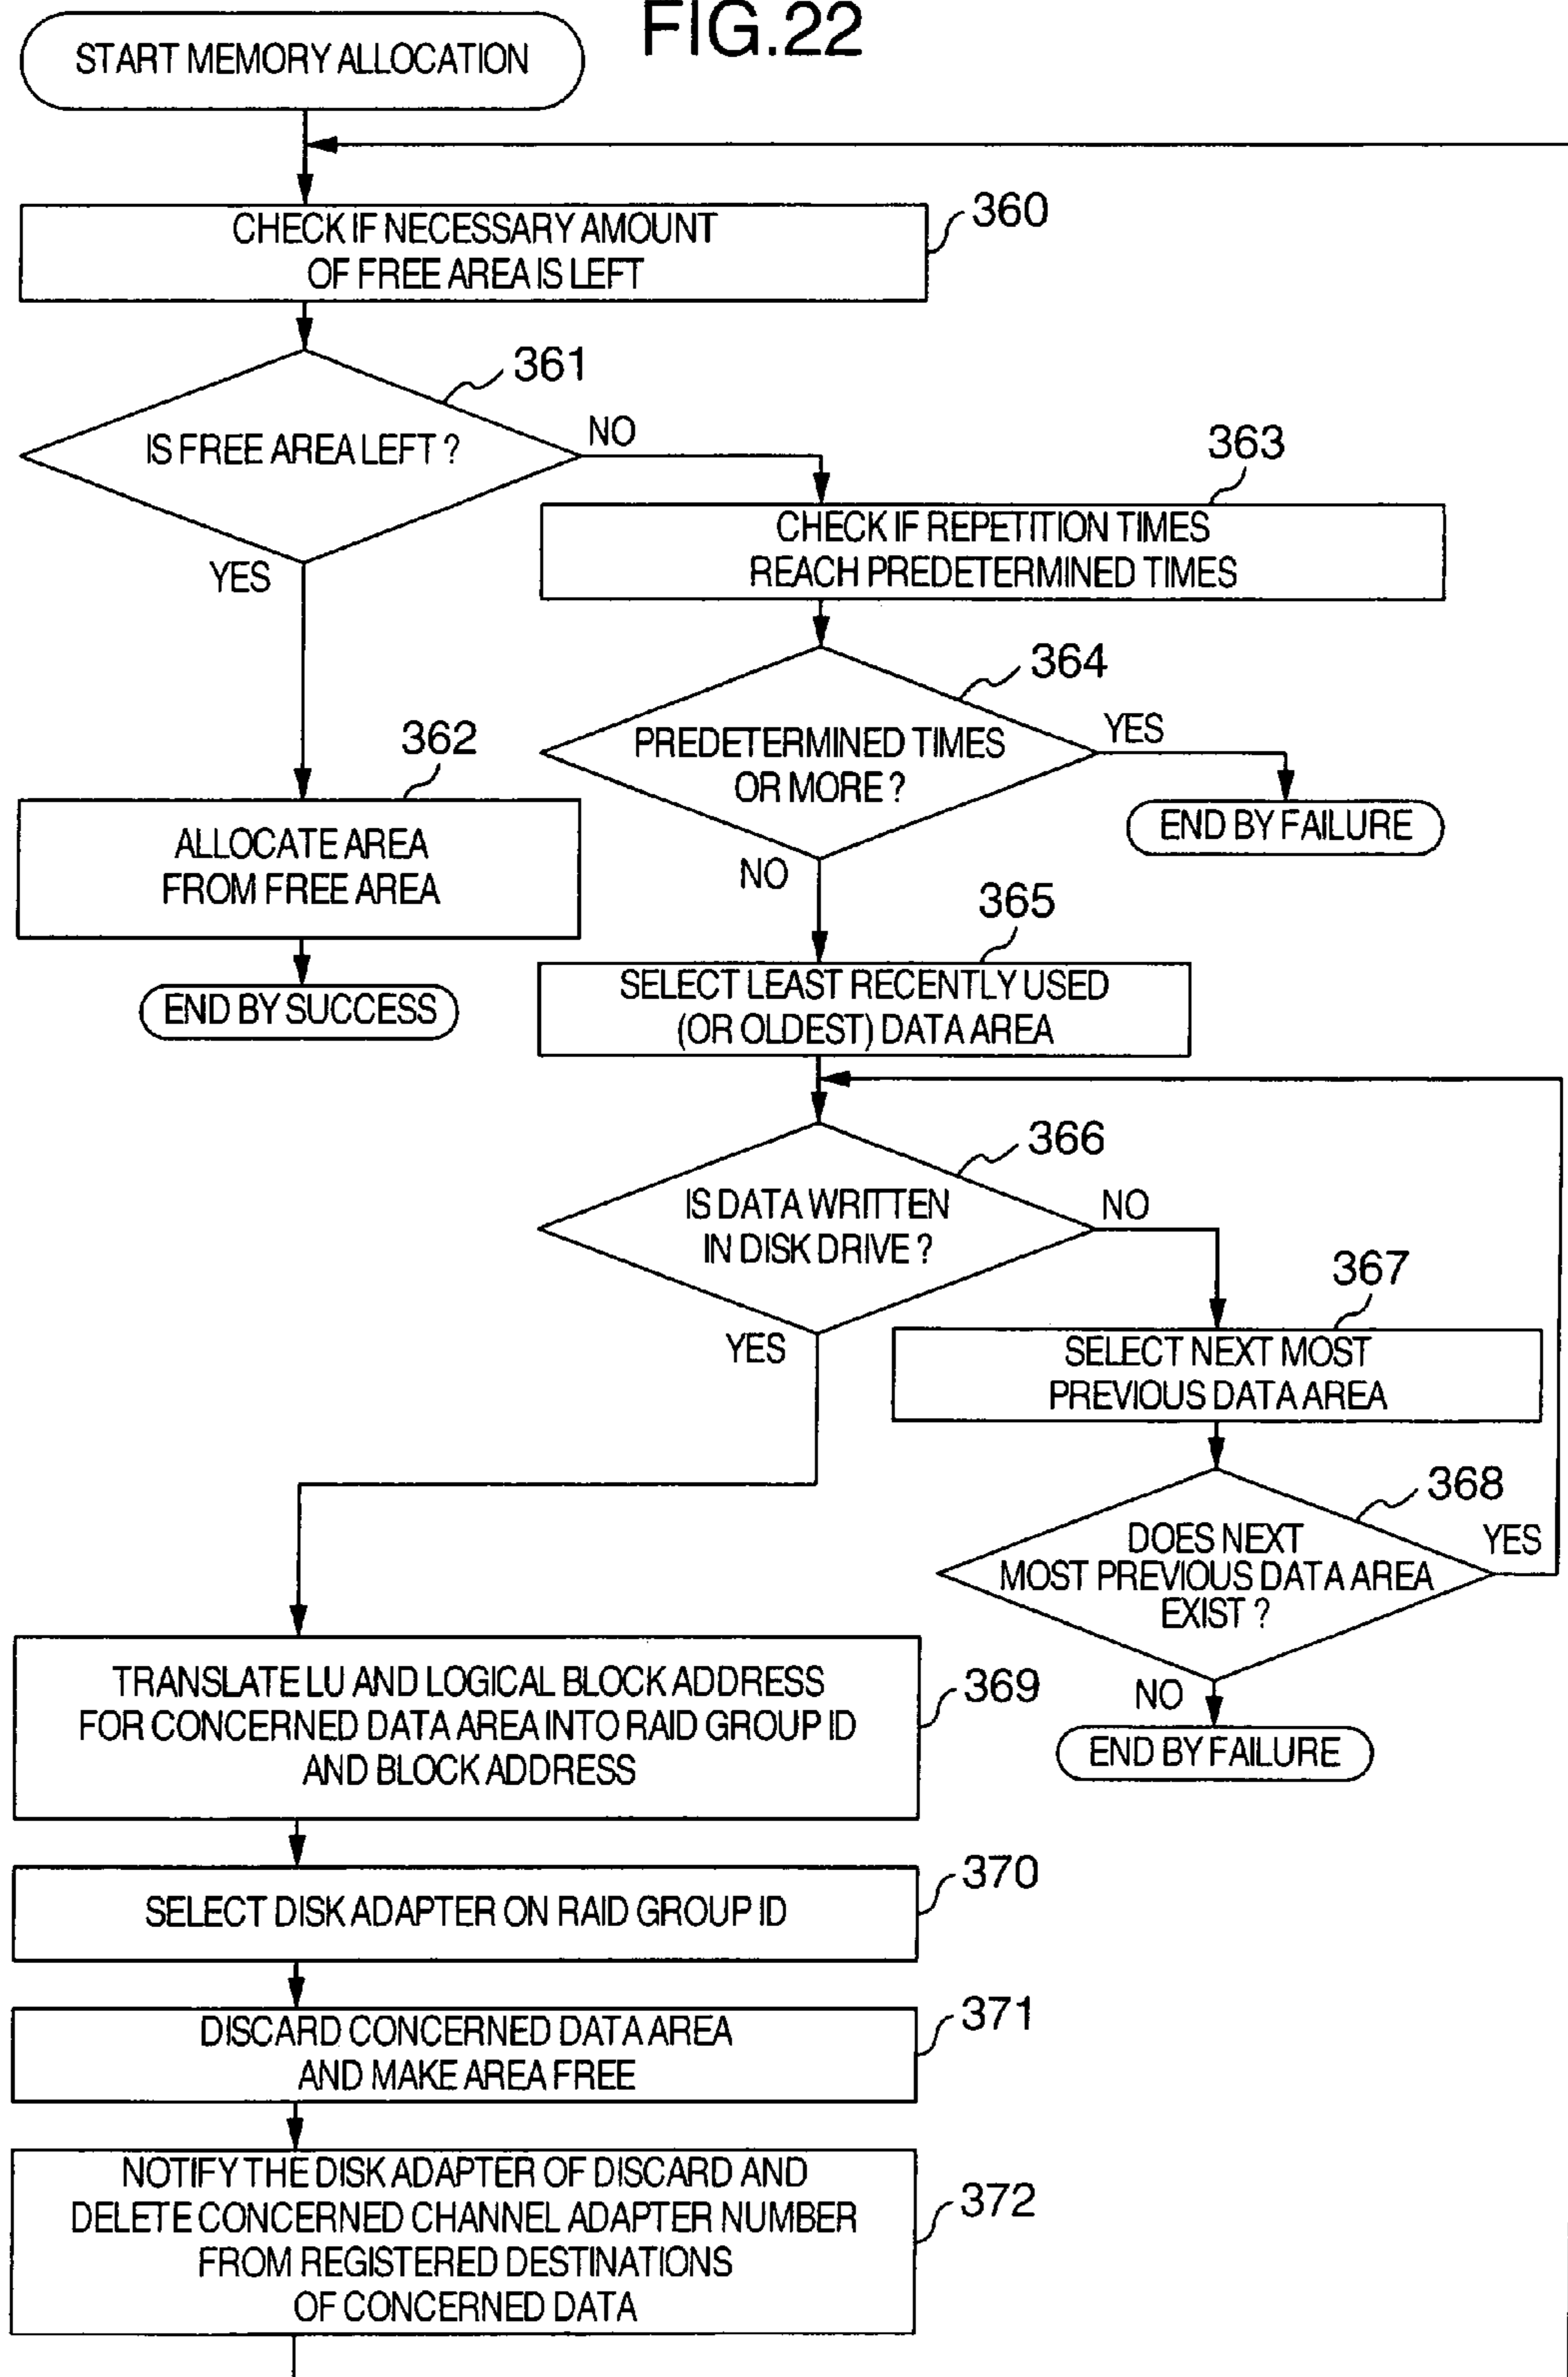 FIG.22
START MEMORY ALLOCATION
360
CHECK IF NECESSARY AMOUNT
OF FREE AREA IS LEFT
361
IS FREE AREA LEFT ?
NO
YES
363
CHECK IF REPETITION TIMES
REACH PREDETERMINED TIMES
364
PREDETERMINED TIMES
OR MORE ?
YES
END BY FAILURE
NO
362
ALLOCATE AREA
FROM FREE AREA
END BY SUCCESS
365
SELECT LEAST RECENTLY USED
(OR OLDEST) DATA AREA
366
IS DATA WRITTEN
IN DISK DRIVE ?
NO
YES
367
SELECT NEXT MOST
PREVIOUS DATA AREA
368
DOES NEXT
MOST PREVIOUS DATA AREA
EXIST ?
YES
NO
END BY FAILURE
369
TRANSLATE LU AND LOGICAL BLOCK ADDRESS
FOR CONCERNED DATA AREA INTO RAID GROUP ID
AND BLOCK ADDRESS
370
SELECT DISK ADAPTER ON RAID GROUP ID
371
DISCARD CONCERNED DATA AREA
AND MAKE AREA FREE
372
NOTIFY THE DISK ADAPTER OF DISCARD AND
DELETE CONCERNED CHANNEL ADAPTER NUMBER
FROM REGISTERED DESTINATIONS
OF CONCERNED DATA